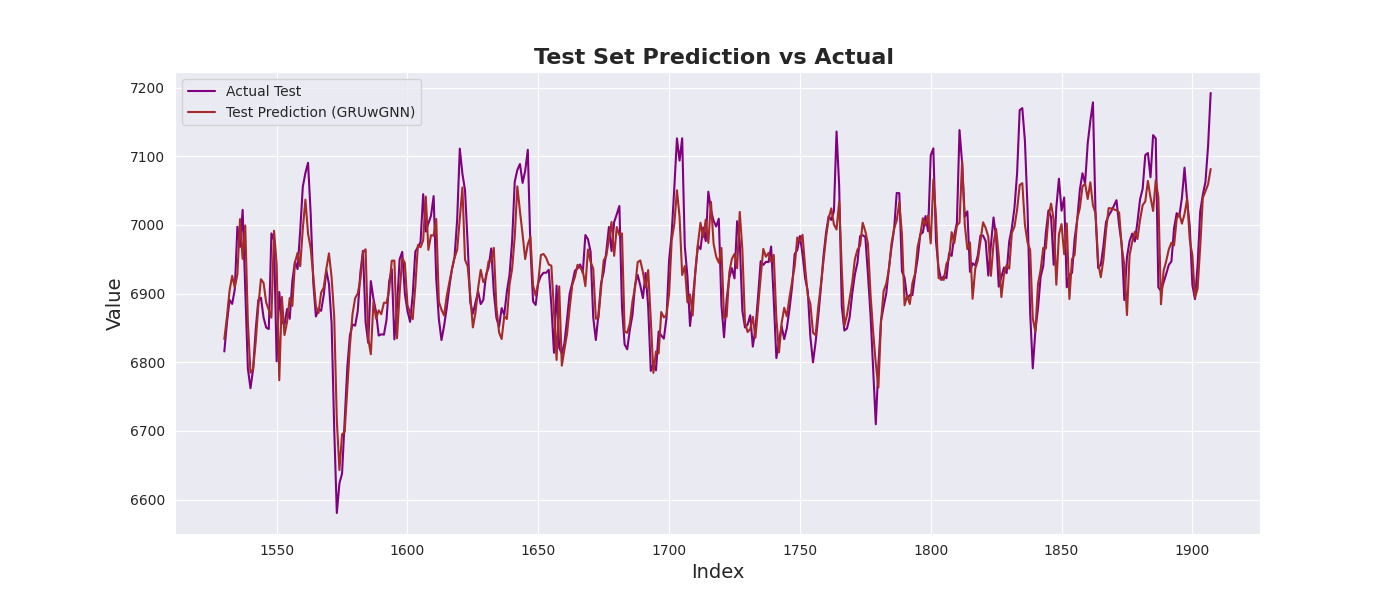 Test Set Prediction vs Actual
Actual Test
Test Prediction (GRUwGNN)
Value
7200
7100
7000
6900
6800
6700
6600
1550 1600 1650 1700 1750 1800 1850 1900
Index